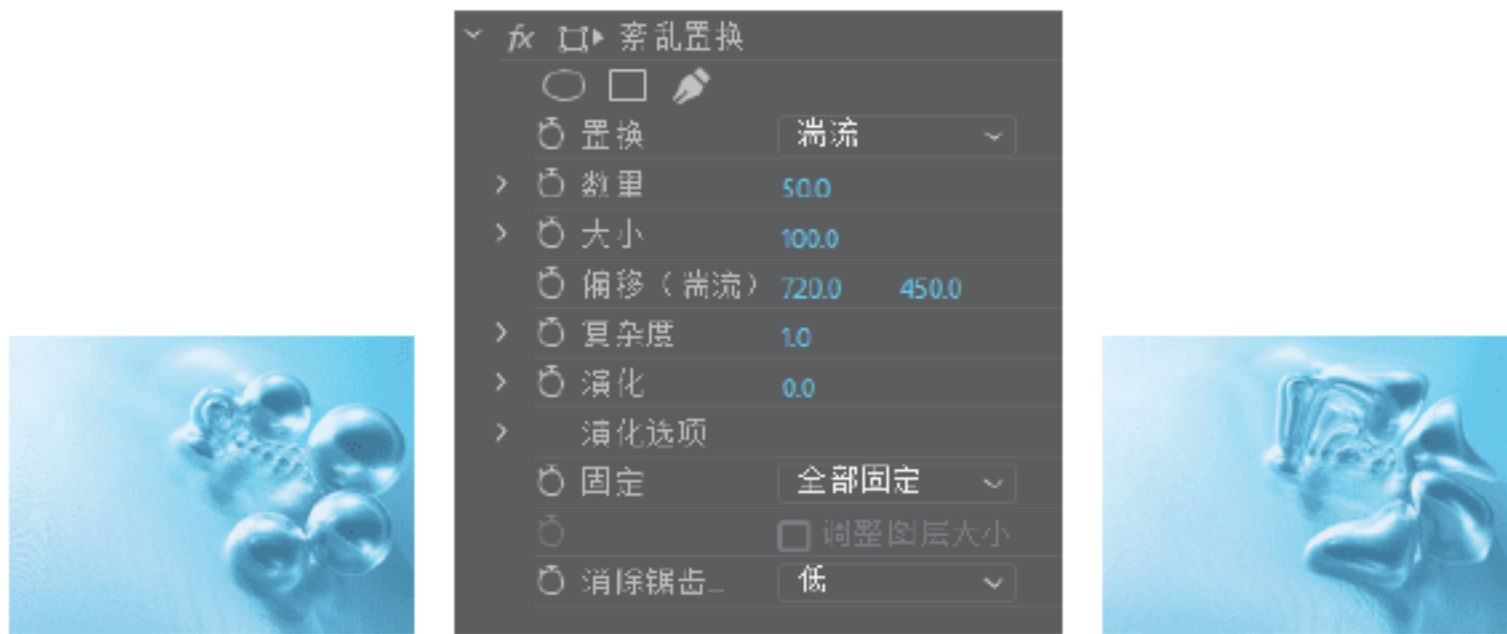 fx 紊乱置换
置换 湍流
数量 50.0
大小 100.0
偏移（湍流） 720.0 450.0
复杂度 1.0
演化 0.0
演化选项
固定 全部固定
调整图层大小
消除锯齿... 低